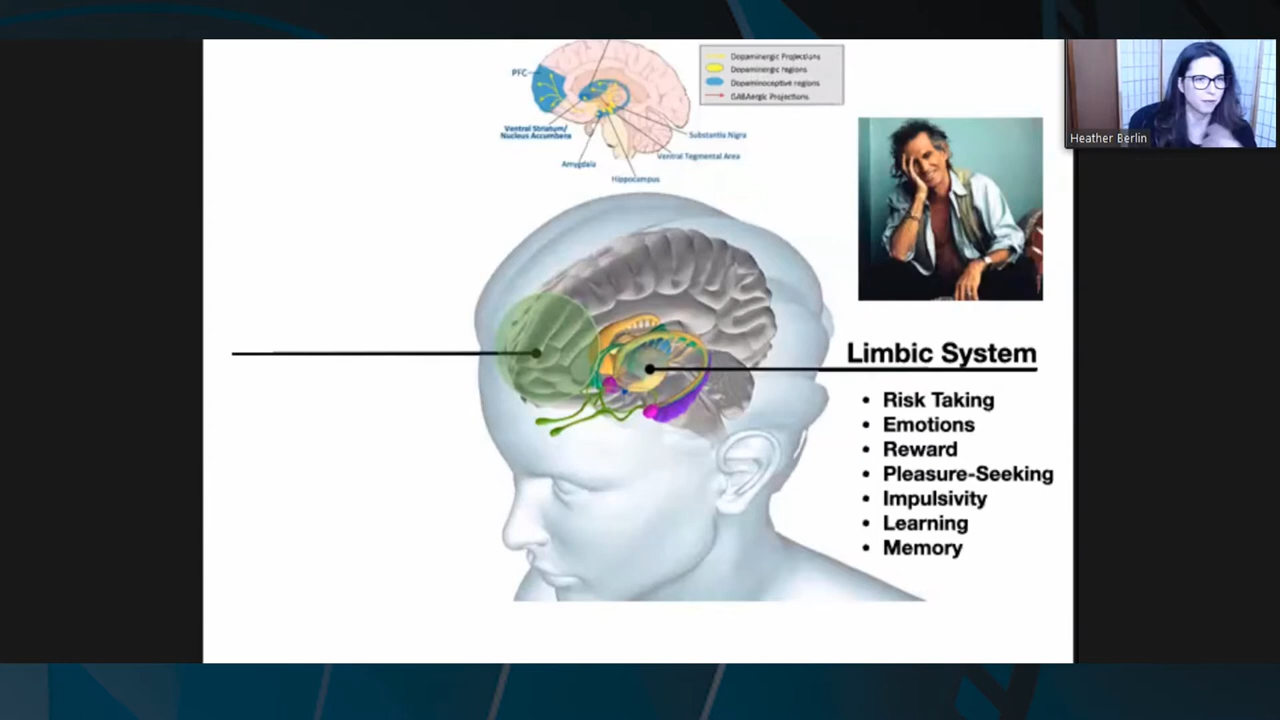 PFC
Ventral Striatum/
Nucleus Accumbens
Amygdala
Hippocampus
Substantia Nigra
Ventral Tegmental Area
Dopaminergic Projections
Dopaminergic regions
Dopaminoceptive regions
GABAergic Projections
Heather Berlin
Limbic System
• Risk Taking
• Emotions
• Reward
• Pleasure-Seeking
• Impulsivity
• Learning
• Memory